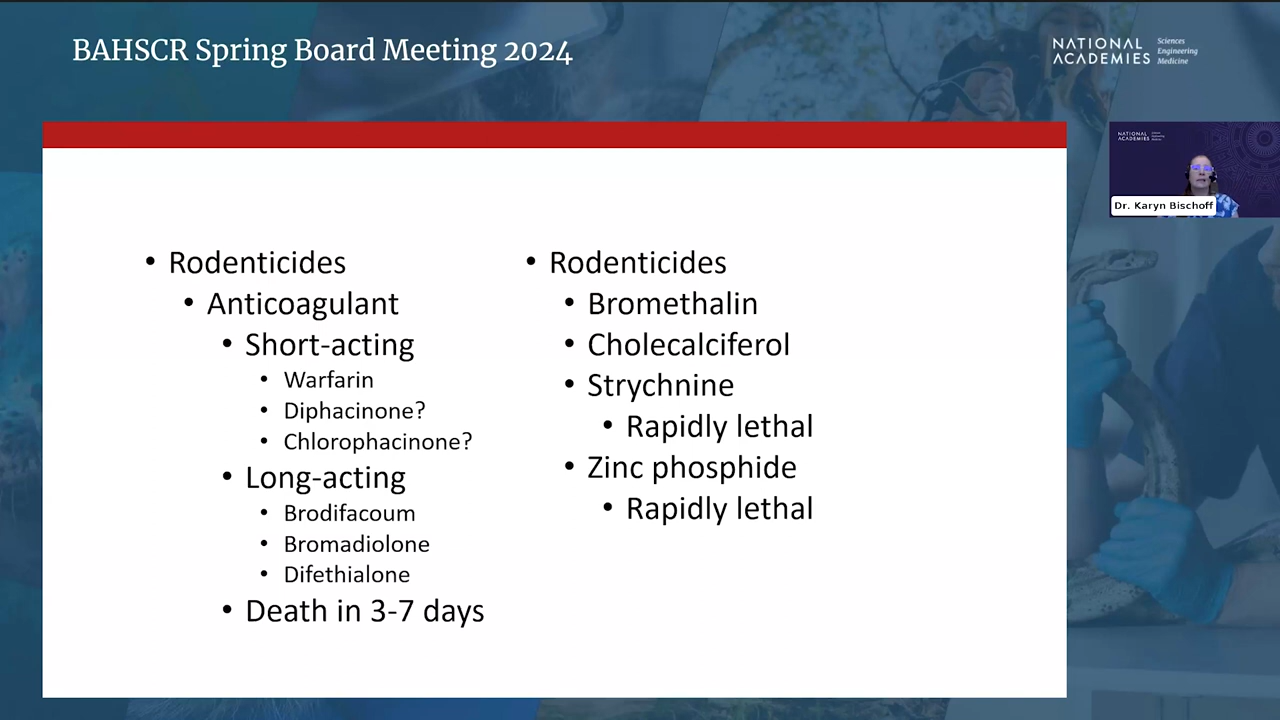 BAHSCR Spring Board Meeting 2024
NATIONAL
ACADEMIES
Sciences
Engineering
Medicine
• Rodenticides
• Anticoagulant
• Short-acting
• Warfarin
• Diphacinone?
• Chlorophacinone?
• Long-acting
• Brodifacoum
• Bromadiolone
• Difethialone
• Death in 3-7 days
• Rodenticides
• Bromethalin
• Cholecalciferol
• Strychnine
• Rapidly lethal
• Zinc phosphide
• Rapidly lethal
NATIONAL
ACADEMIES
Dr. Karyn Bischoff